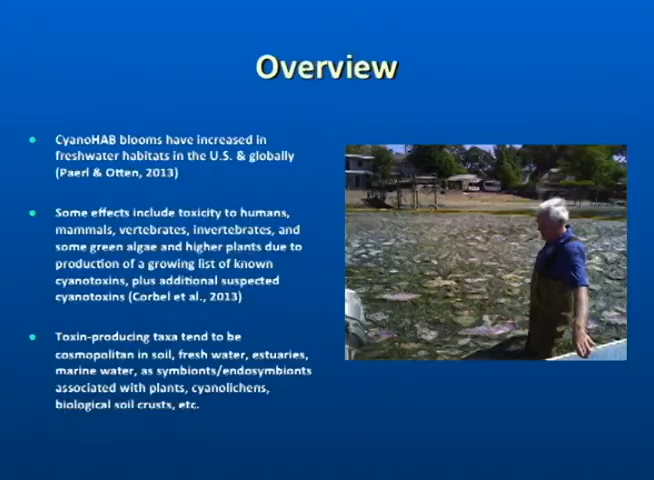 Overview
CyanoHAB blooms have increased in
freshwater habitats in the U.S. & globally
(Paerl & Otten, 2013)
Some effects include toxicity to humans,
mammals, vertebrates, invertebrates, and
some green algae and higher plants due to
production of a growing list of known
cyanotoxins, plus additional suspected
cyanotoxins (Corbel et al., 2013)
Toxin-producing taxa tend to be
cosmopolitan in soil, fresh water, estuaries,
marine water, as symbionts/endosymbionts
associated with plants, cyanolichens,
biological soil crusts, etc.